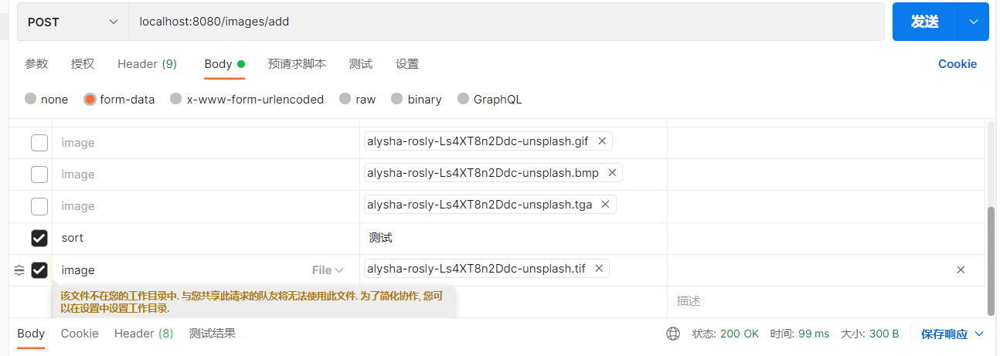 POST localhost:8080/images/add 发送
参数 授权 Header (9) Body 预请求脚本 测试 设置 Cookie
none form-data x-www-form-urlencoded raw binary GraphQL
image alysha-rosly-Ls4XT8n2Ddc-unsplash.gif
image alysha-rosly-Ls4XT8n2Ddc-unsplash.bmp
image alysha-rosly-Ls4XT8n2Ddc-unsplash.tga
sort 测试
image File alysha-rosly-Ls4XT8n2Ddc-unsplash.tif
该文件不在您的工作目录中. 与您共享此请求的队友将无法使用此文件. 为了简化协作, 您可
以在设置中设置工作目录.
描述
Body Cookie Header (8) 测试结果 状态: 200 OK 时间: 99 ms 大小: 300 B 保存响应